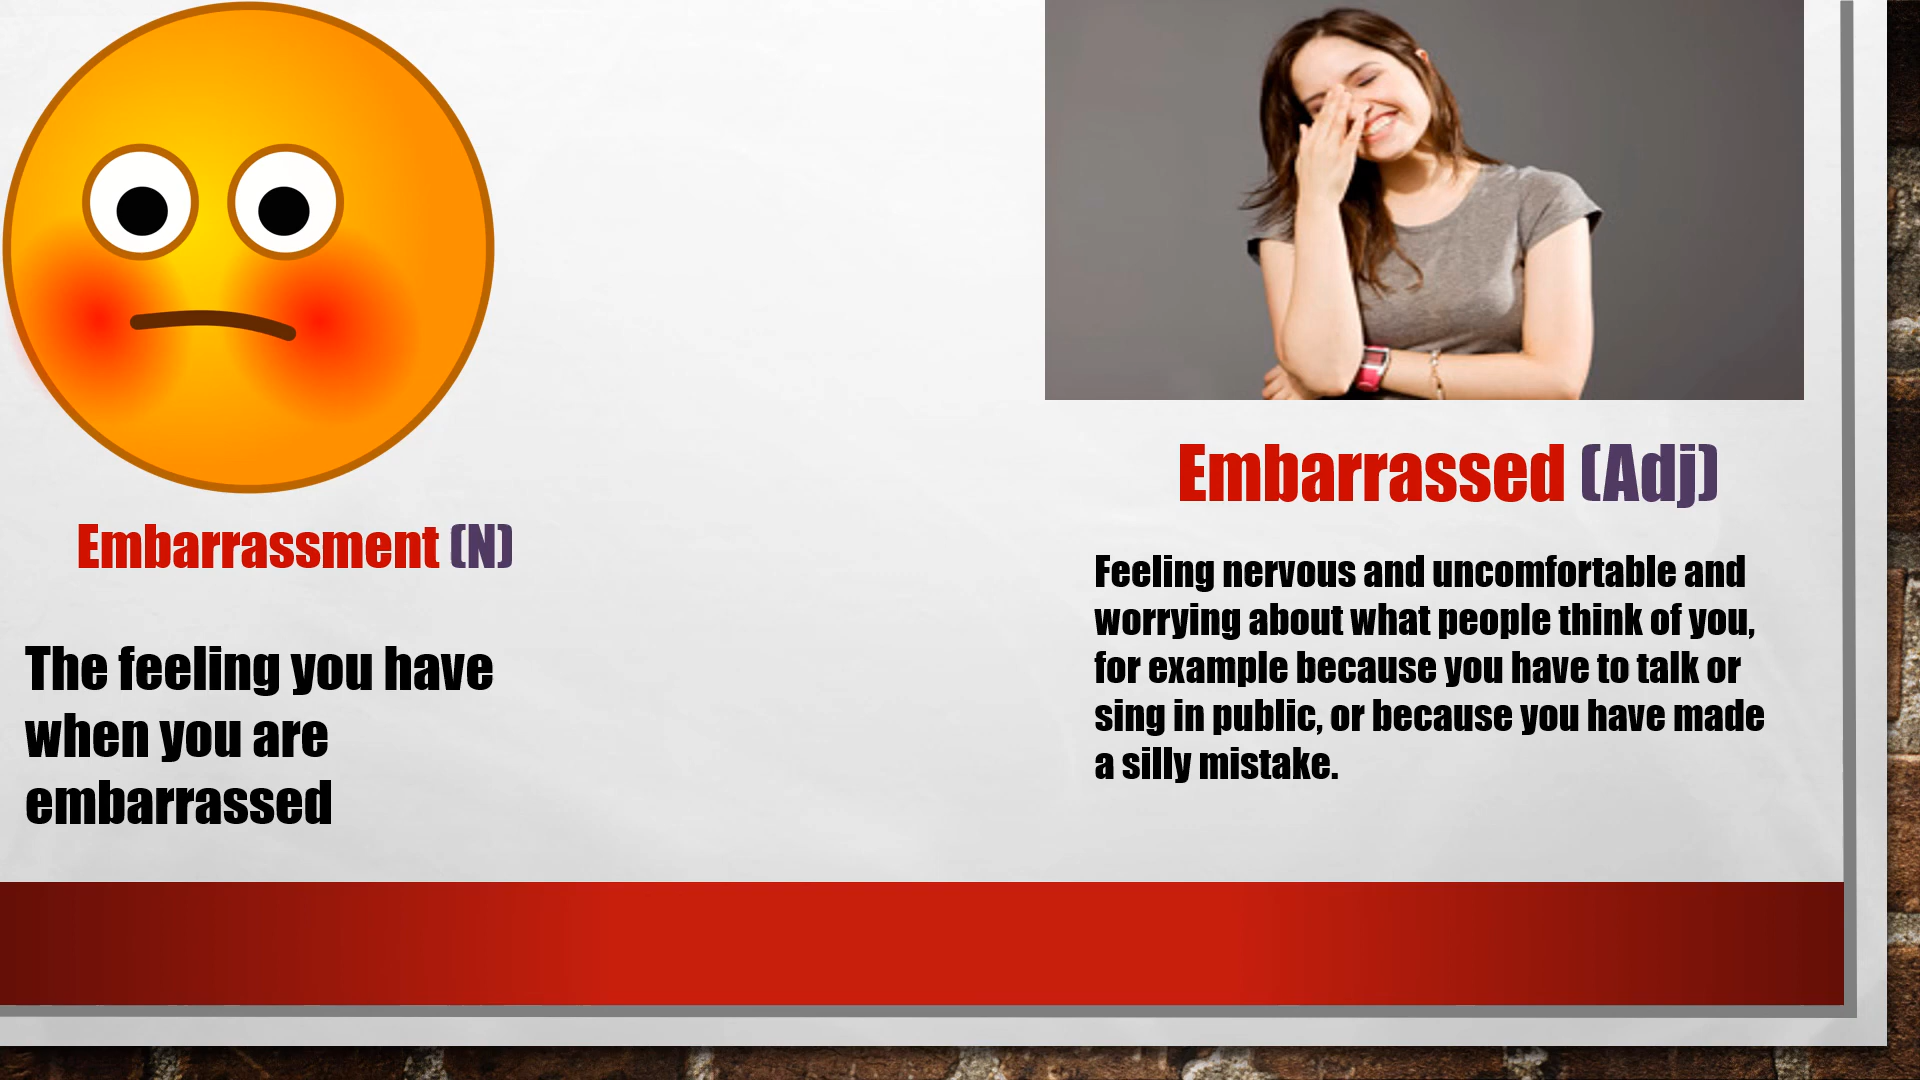 Embarrassment (N)
The feeling you have
when you are
embarrassed
Embarrassed (Adj)
Feeling nervous and uncomfortable and
worrying about what people think of you,
for example because you have to talk or
sing in public, or because you have made
a silly mistake.